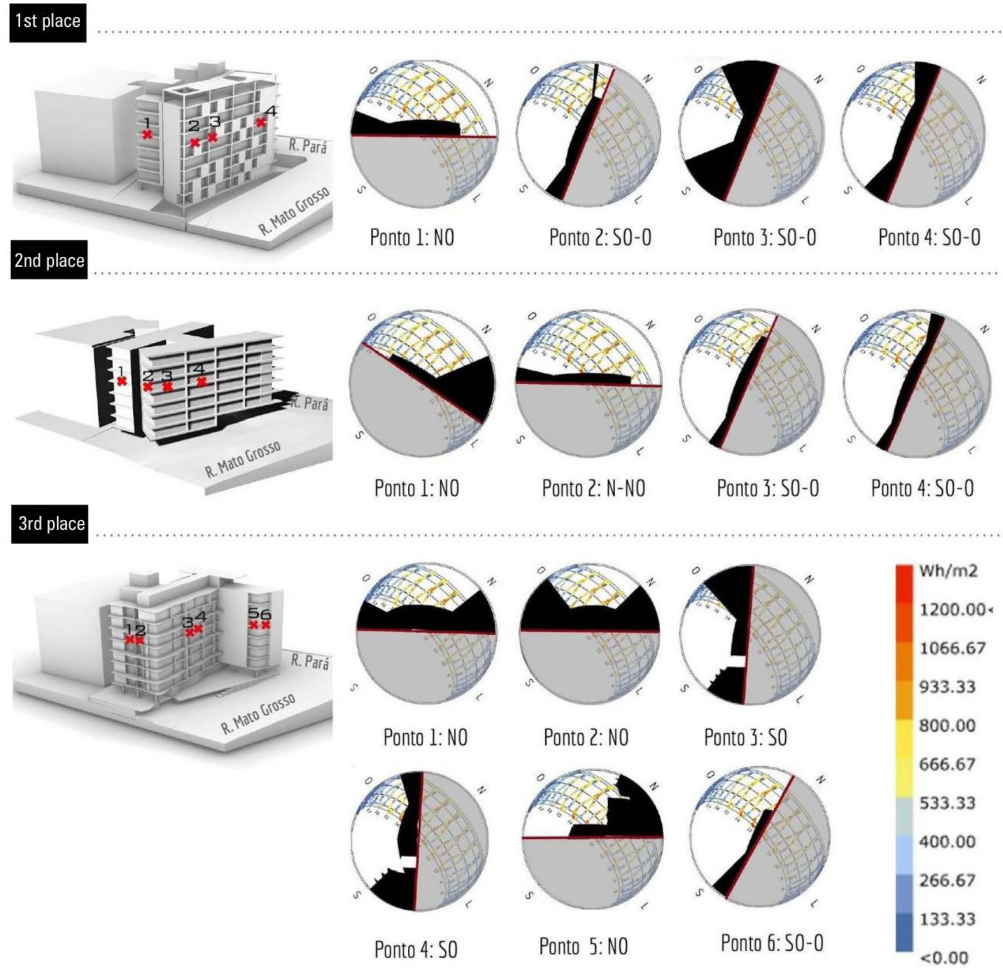 1st place
1
2
3
4
R. Pará
R. Mato Grosso
O
N
S
L
O
N
S
L
O
N
S
L
O
N
S
L
Ponto 1: NO
Ponto 2: SO-O
Ponto 3: SO-O
Ponto 4: SO-O
2nd place
1
2
3
4
R. Pará
R. Mato Grosso
O
N
S
L
O
N
S
L
O
N
S
L
O
N
S
L
Ponto 1: NO
Ponto 2: N-NO
Ponto 3: SO-O
Ponto 4: SO-O
3rd place
12
34
56
R. Pará
R. Mato Grosso
O
N
S
L
O
N
S
L
O
N
S
L
Ponto 1: NO
Ponto 2: NO
Ponto 3: SO
O
N
S
L
O
N
S
L
O
N
S
L
Ponto 4: SO
Ponto 5: NO
Ponto 6: SO-O
Wh/m2
1200.00<
1066.67
933.33
800.00
666.67
533.33
400.00
266.67
133.33
<0.00